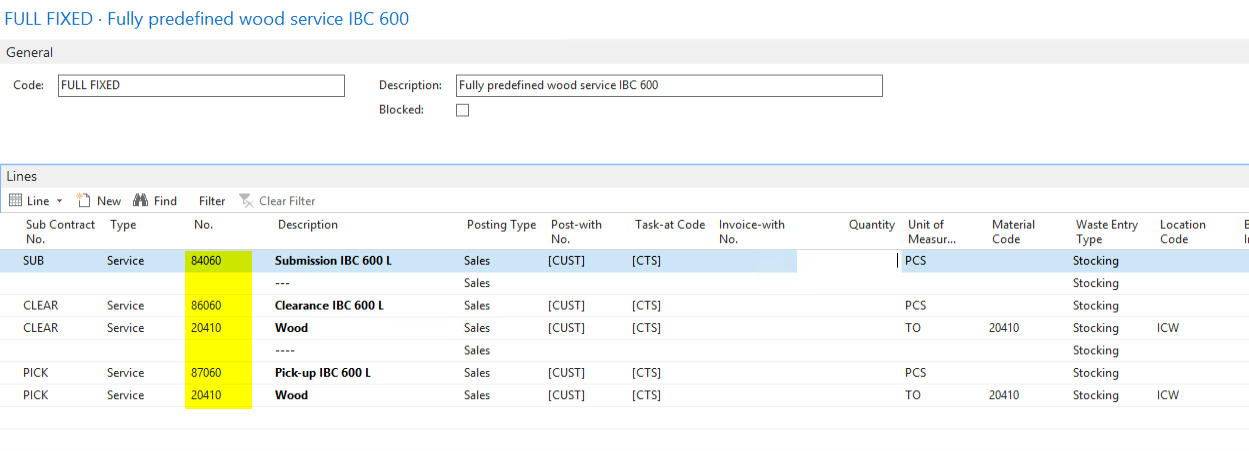 FULL FIXED · Fully predefined wood service IBC 600
General
Code: FULL FIXED Description: Fully predefined wood service IBC 600
Blocked:
Lines
Line New Find Filter Clear Filter
Sub Contract No. Type No. Description Posting Type Post-with No. Task-at Code Invoice-with No. Quantity Unit of Measur... Material Code Waste Entry Type Location Code
SUB Service 84060 Submission IBC 600 L Sales [CUST] [CTS] PCS Stocking
--- Sales Stocking
CLEAR Service 86060 Clearance IBC 600 L Sales [CUST] [CTS] PCS Stocking
CLEAR Service 20410 Wood Sales [CUST] [CTS] TO 20410 Stocking ICW
---- Sales Stocking
PICK Service 87060 Pick-up IBC 600 L Sales [CUST] [CTS] PCS Stocking
PICK Service 20410 Wood Sales [CUST] [CTS] TO 20410 Stocking ICW